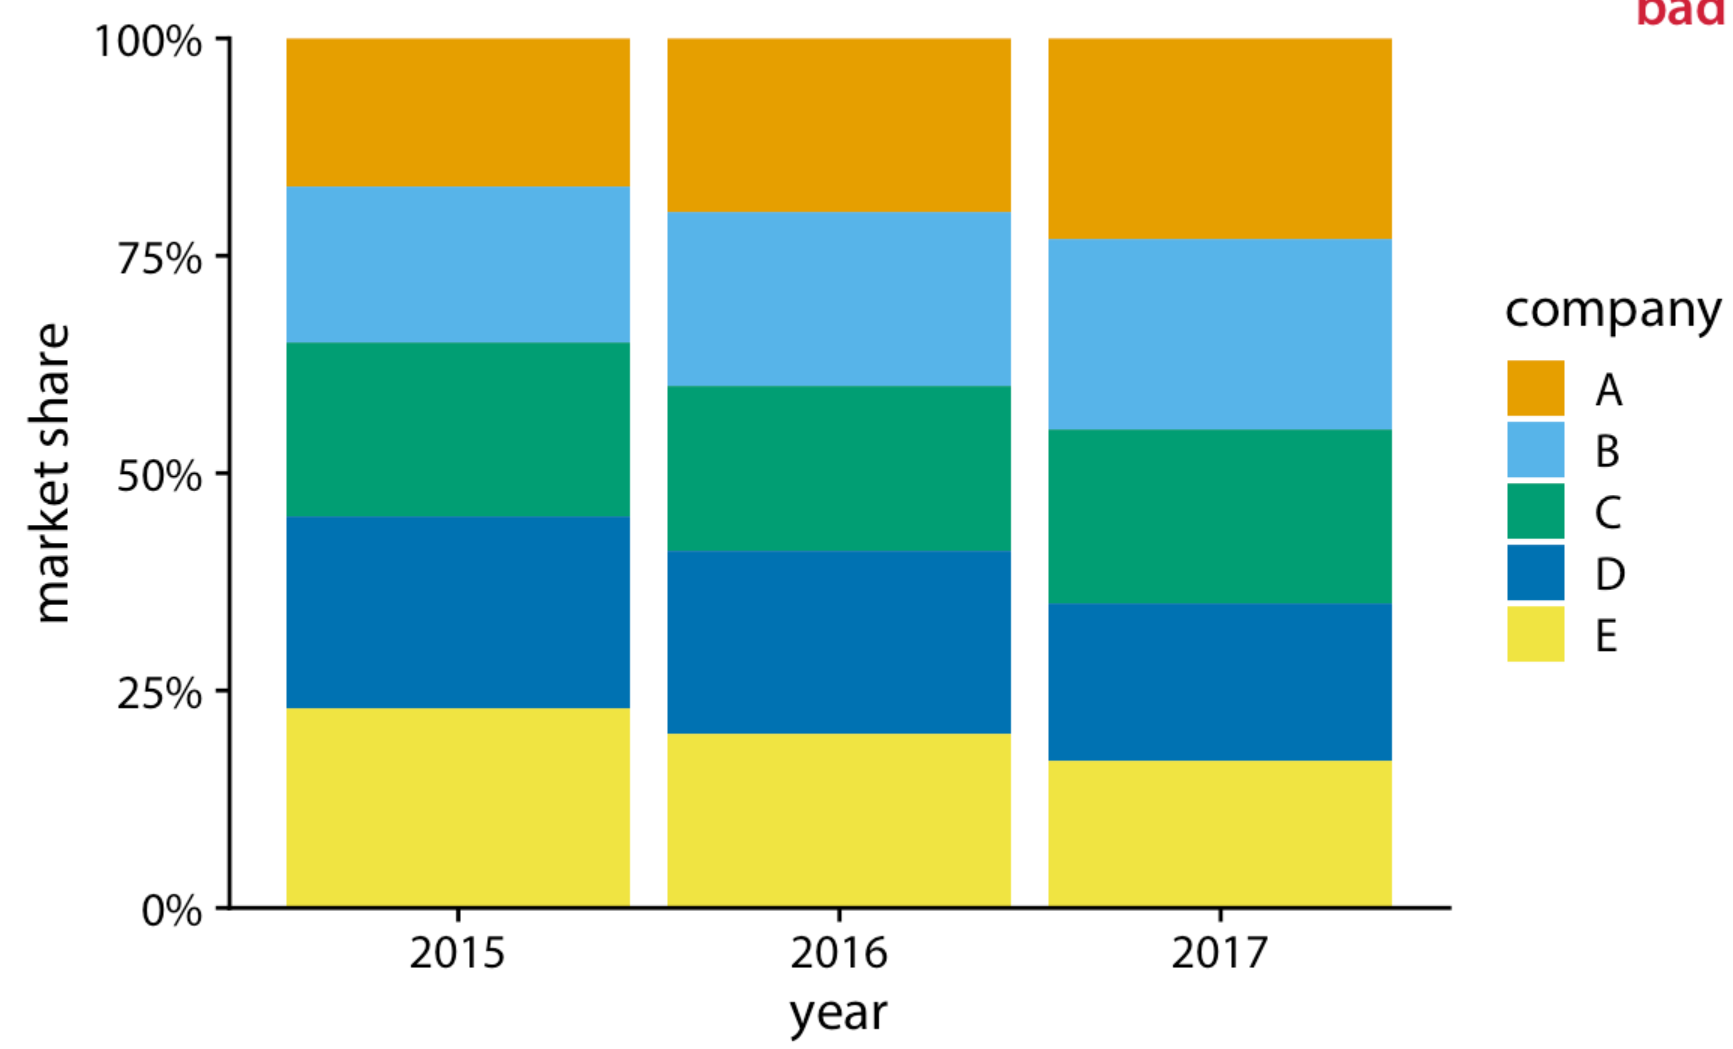 bad
100%
75%
50%
25%
0%
market share
2015 2016 2017
year
company
A
B
C
D
E